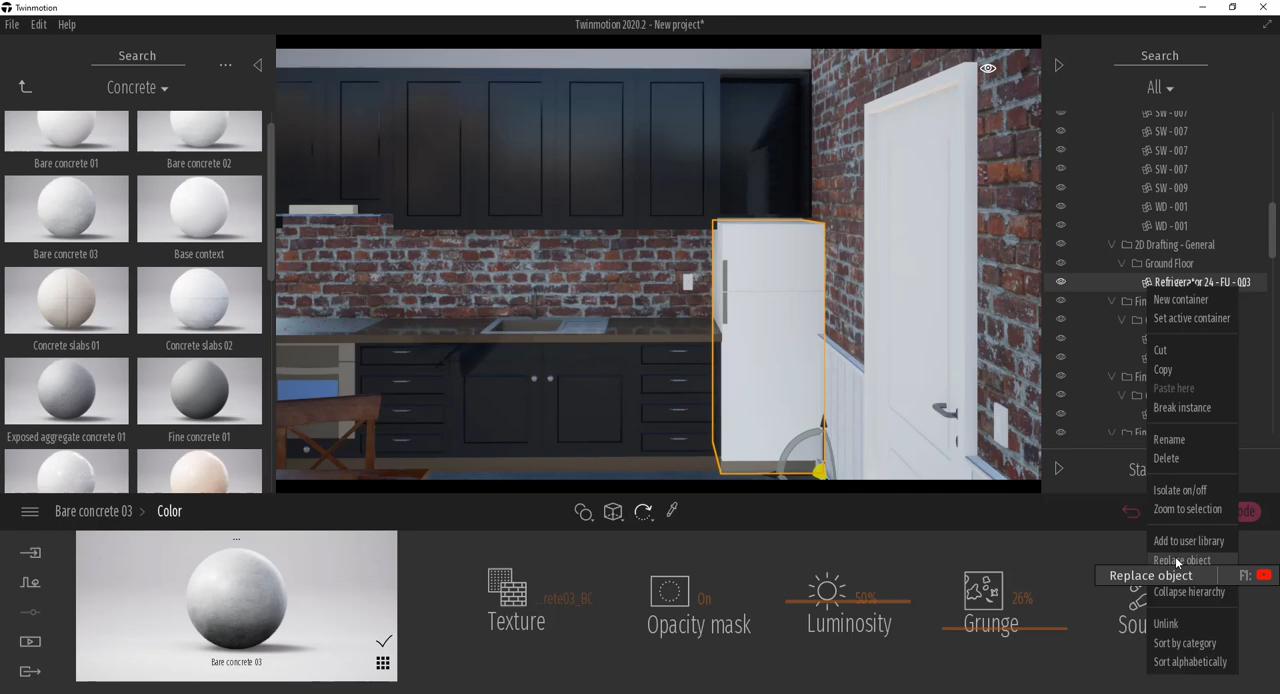 Twinmotion
File Edit Help
Twinmotion 2020.2 - New project*
Search
...
Concrete
Bare concrete 01
Bare concrete 02
Bare concrete 03
Base context
Concrete slabs 01
Concrete slabs 02
Exposed aggregate concrete 01
Fine concrete 01
Search
All
SW - 007
SW - 007
SW - 007
SW - 007
SW - 009
WD - 001
WD - 001
2D Drafting - General
Ground Floor
Refrigerator 24 - FU - 003
New container
Set active container
Cut
Copy
Paste here
Break instance
Rename
Delete
Isolate on/off
Zoom to selection
Add to user library
Replace object
Replace object F1:
Collapse hierarchy
Unlink
Sort by category
Sort alphabetically
Bare concrete 03 > Color
...
Bare concrete 03
Texture ...rete03_BC
Opacity mask On
Luminosity 50%
Grunge 26%